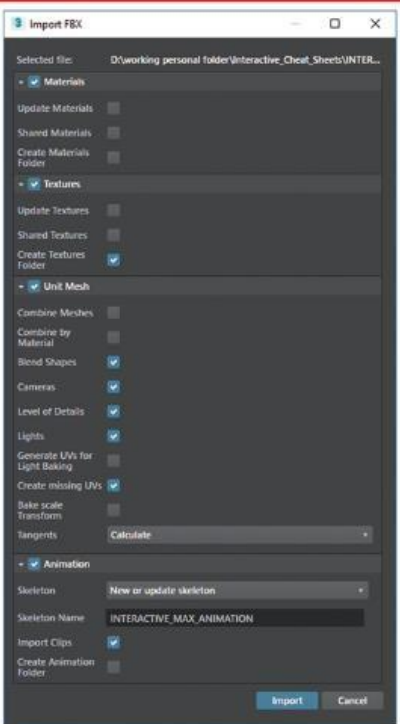 3 Import FBX
Selected file: D:\working personal folder\Interactive_Cheat_Sheets\INTER...
Materials
Update Materials
Shared Materials
Create Materials
Folder
Textures
Update Textures
Shared Textures
Create Textures
Folder
Unit Mesh
Combine Meshes
Combine by
Material
Blend Shapes
Cameras
Level of Details
Lights
Generate UVs for
Light Baking
Create missing UVs
Bake scale
Transform
Tangents Calculate
Animation
Skeleton New or update skeleton
Skeleton Name INTERACTIVE_MAX_ANIMATION
Import Clips
Create Animation
Folder
Import Cancel